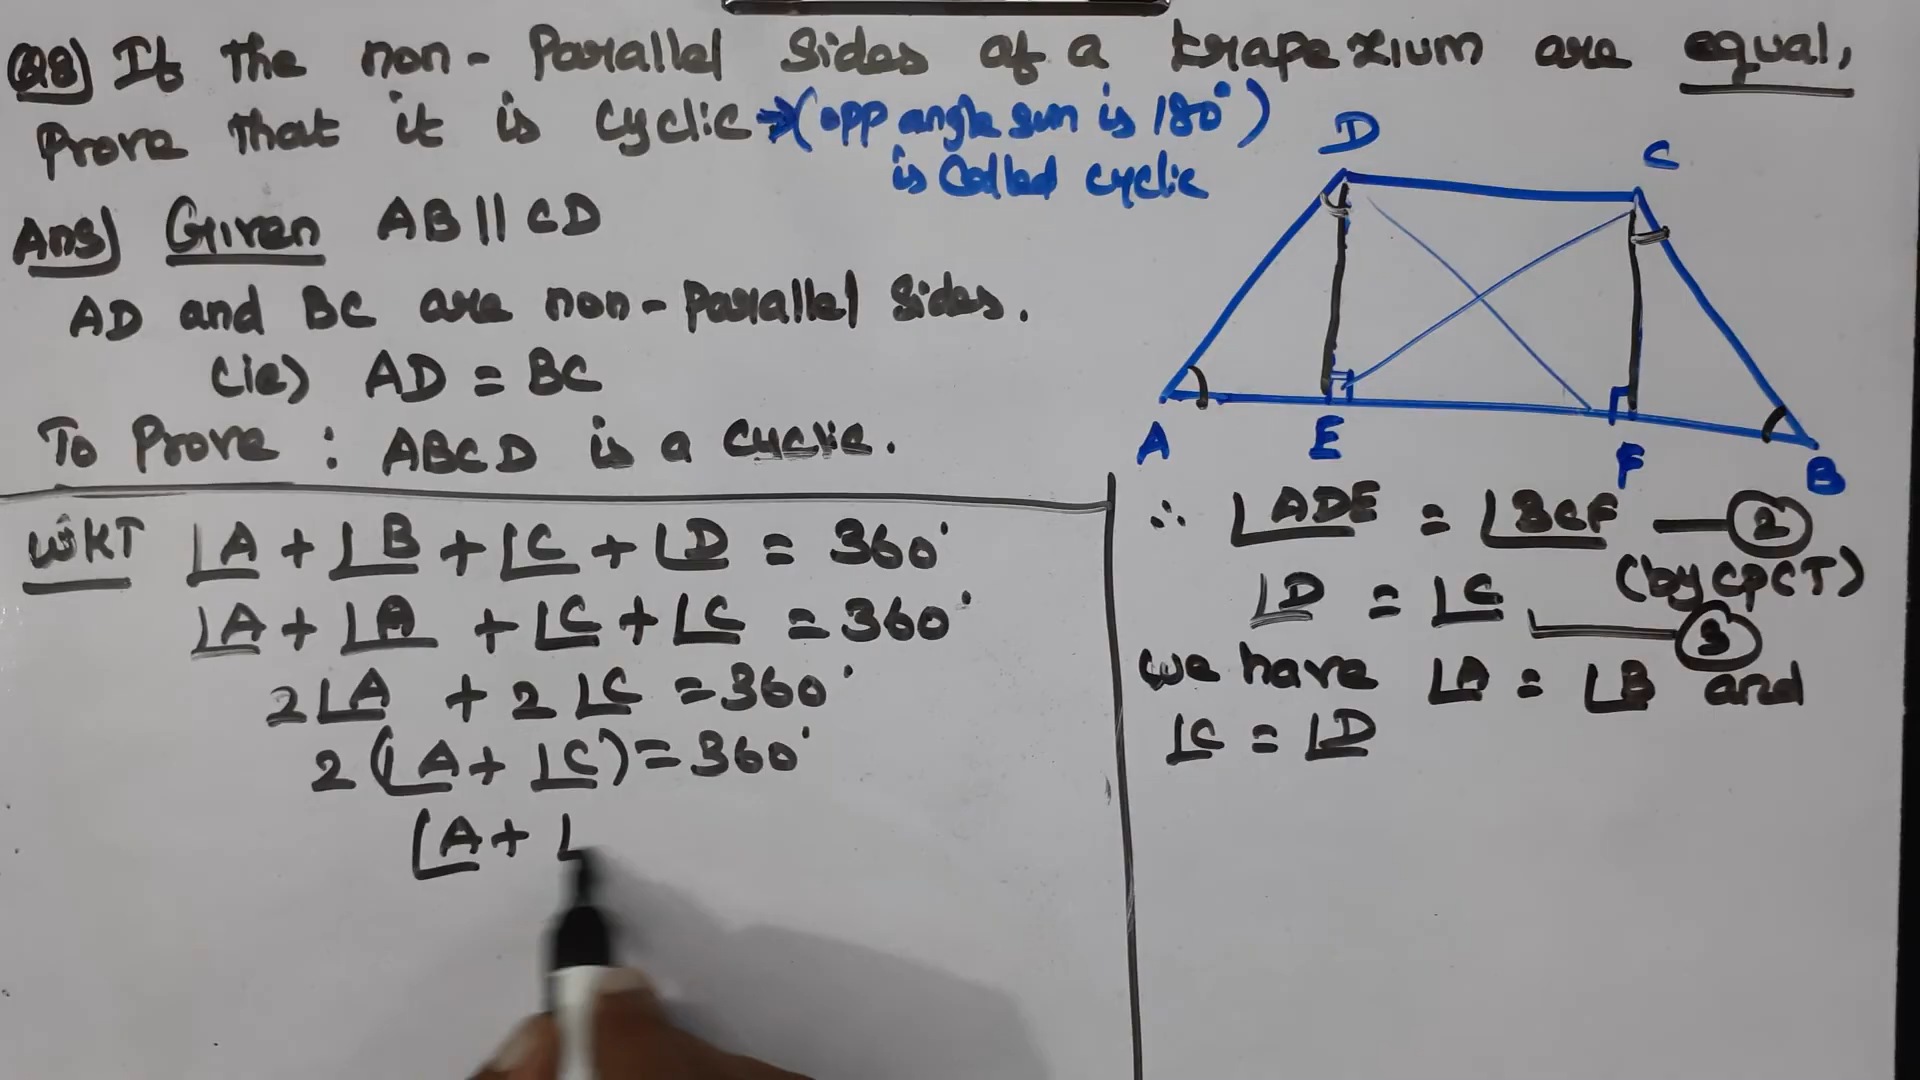 Q8) If the non-Parallel Sides of a trapezium are equal,
Prove that it is cyclic → (opp angle sum is 180°)
is Called cyclic
Ans) Given AB || CD
AD and BC are non-Parallel Sides.
(ie) AD = BC
To Prove : ABCD is a cyclic.
D
C
A
E
F
B
WKT ∠A + ∠B + ∠C + ∠D = 360°
∠A + ∠A + ∠C + ∠C = 360°
2∠A + 2∠C = 360°
2(∠A + ∠C) = 360°
∠A + ∠
∴ ∠ADE = ∠BCF — ②
(by CPCT)
∠D = ∠C — ③
we have ∠A = ∠B and
∠C = ∠D